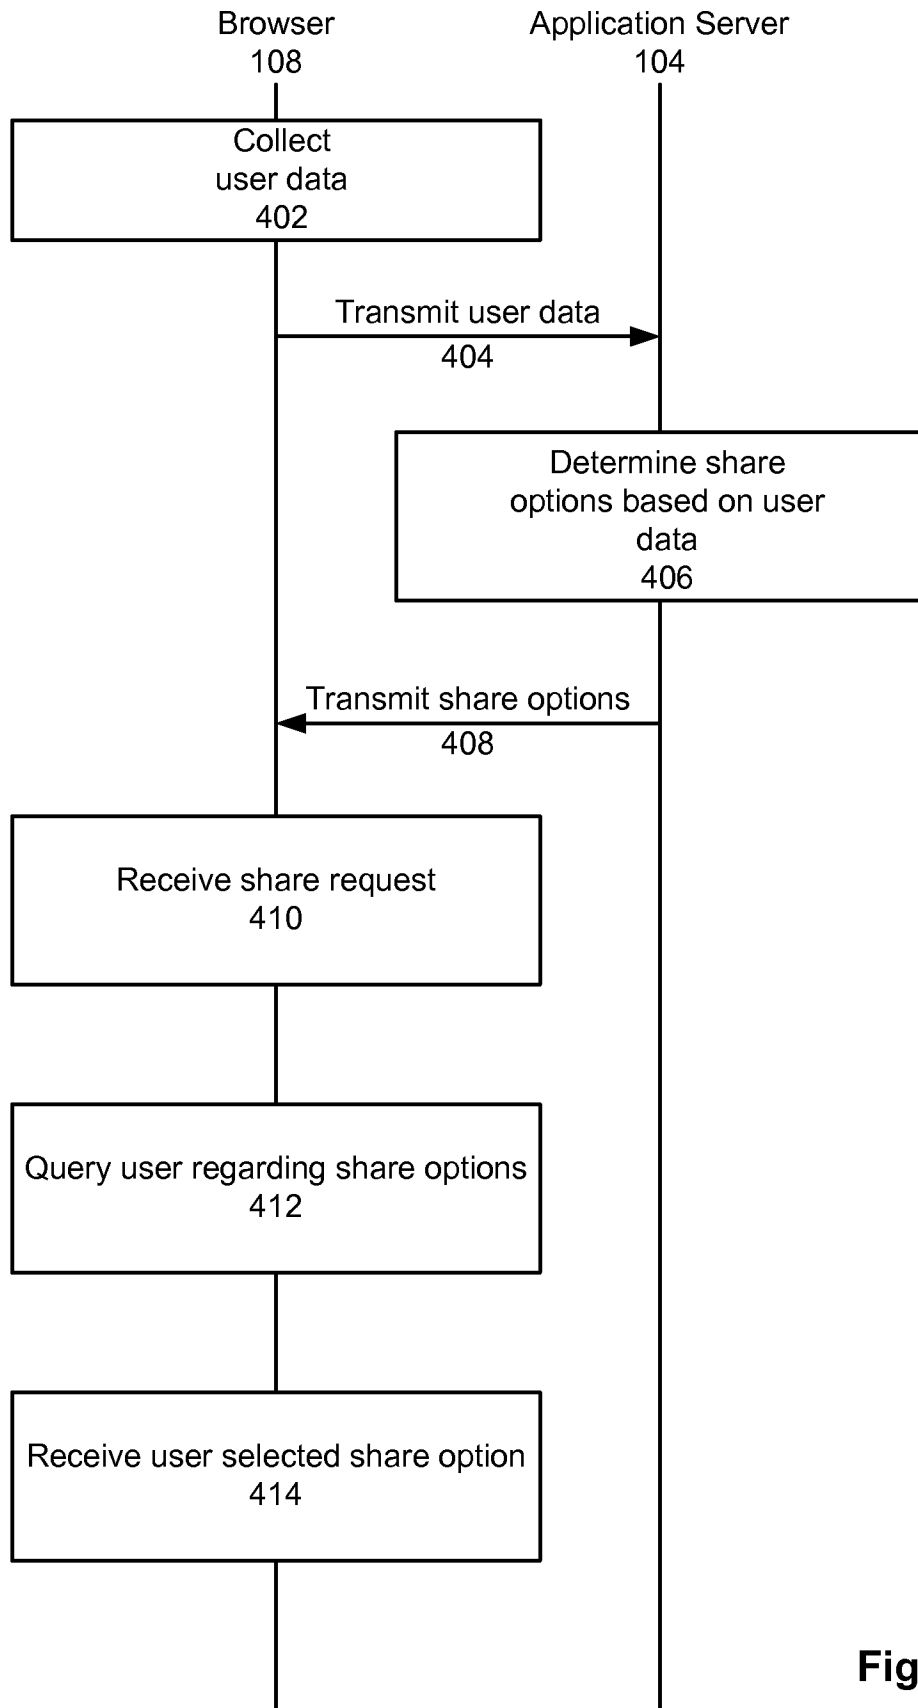 Browser
108
Application Server
104
Collect
user data
402
Transmit user data
404
Determine share
options based on user
data
406
Transmit share options
408
Receive share request
410
Query user regarding share options
412
Receive user selected share option
414
Fig